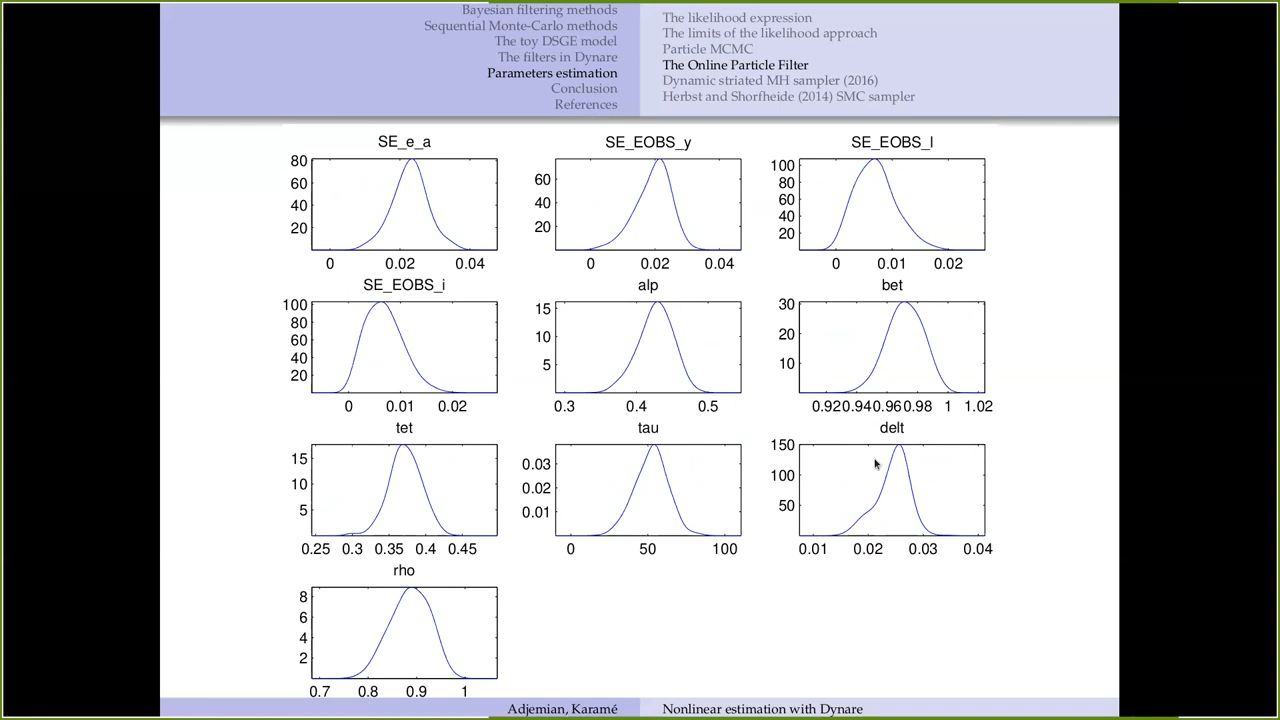 Bayesian filtering methods
Sequential Monte-Carlo methods
The toy DSGE model
The filters in Dynare
Parameters estimation
Conclusion
References
The likelihood expression
The limits of the likelihood approach
Particle MCMC
The Online Particle Filter
Dynamic striated MH sampler (2016)
Herbst and Shorfheide (2014) SMC sampler
SE_e_a
80
60
40
20
0 0.02 0.04
SE_EOBS_y
60
40
20
0 0.02 0.04
SE_EOBS_l
100
80
60
40
20
0 0.01 0.02
SE_EOBS_i
100
80
60
40
20
0 0.01 0.02
alp
15
10
5
0.3 0.4 0.5
bet
30
20
10
0.92 0.94 0.96 0.98 1 1.02
tet
15
10
5
0.25 0.3 0.35 0.4 0.45
tau
0.03
0.02
0.01
0 50 100
delt
150
100
50
0.01 0.02 0.03 0.04
rho
8
6
4
2
0.7 0.8 0.9 1
Adjemian, Karamé Nonlinear estimation with Dynare